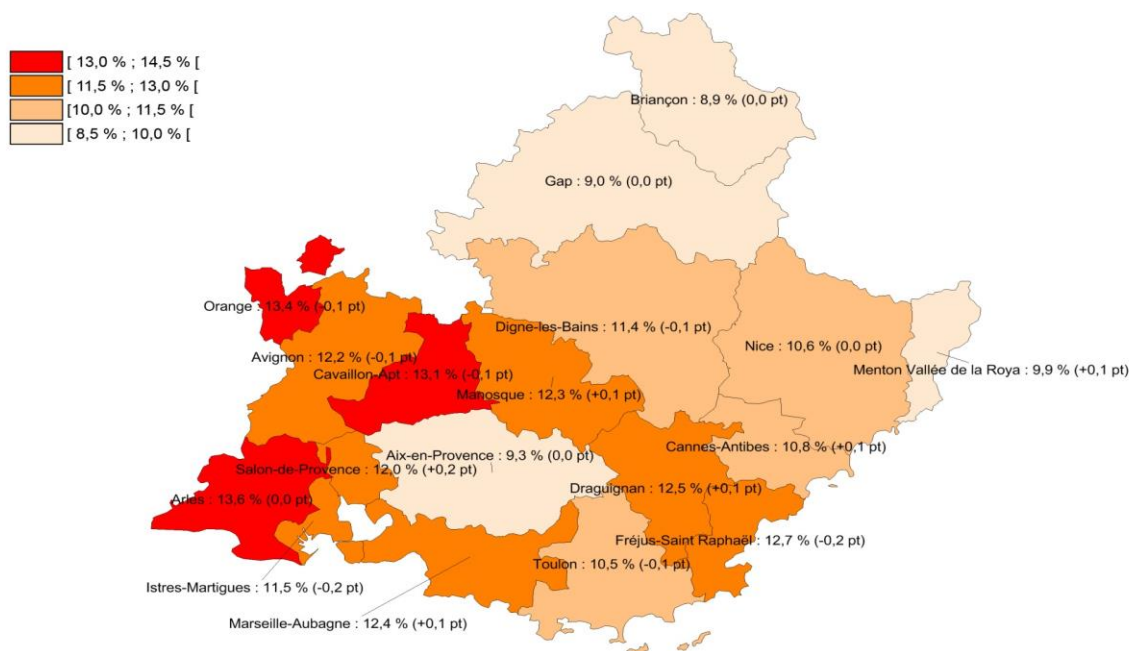 [ 13,0 % ; 14,5 % [
[ 11,5 % ; 13,0 % [
[10,0 % ; 11,5 % [
[ 8,5 % ; 10,0 % [
Briançon : 8,9 % (0,0 pt)
Gap : 9,0 % (0,0 pt)
Orange : 13,4 % (-0,1 pt)
Digne-les-Bains : 11,4 % (-0,1 pt)
Nice : 10,6 % (0,0 pt)
Avignon : 12,2 % (-0,1 pt)
Cavaillon-Apt : 13,1 % (-0,1 pt)
Menton Vallée de la Roya : 9,9 % (+0,1 pt)
Manosque : 12,3 % (+0,1 pt)
Cannes-Antibes : 10,8 % (+0,1 pt)
Aix-en-Provence : 9,3 % (0,0 pt)
Salon-de-Provence : 12,0 % (+0,2 pt)
Draguignan : 12,5 % (+0,1 pt)
Arles : 13,6 % (0,0 pt)
Fréjus-Saint Raphaël : 12,7 % (-0,2 pt)
Toulon : 10,5 % (-0,1 pt)
Istres-Martigues : 11,5 % (-0,2 pt)
Marseille-Aubagne : 12,4 % (+0,1 pt)